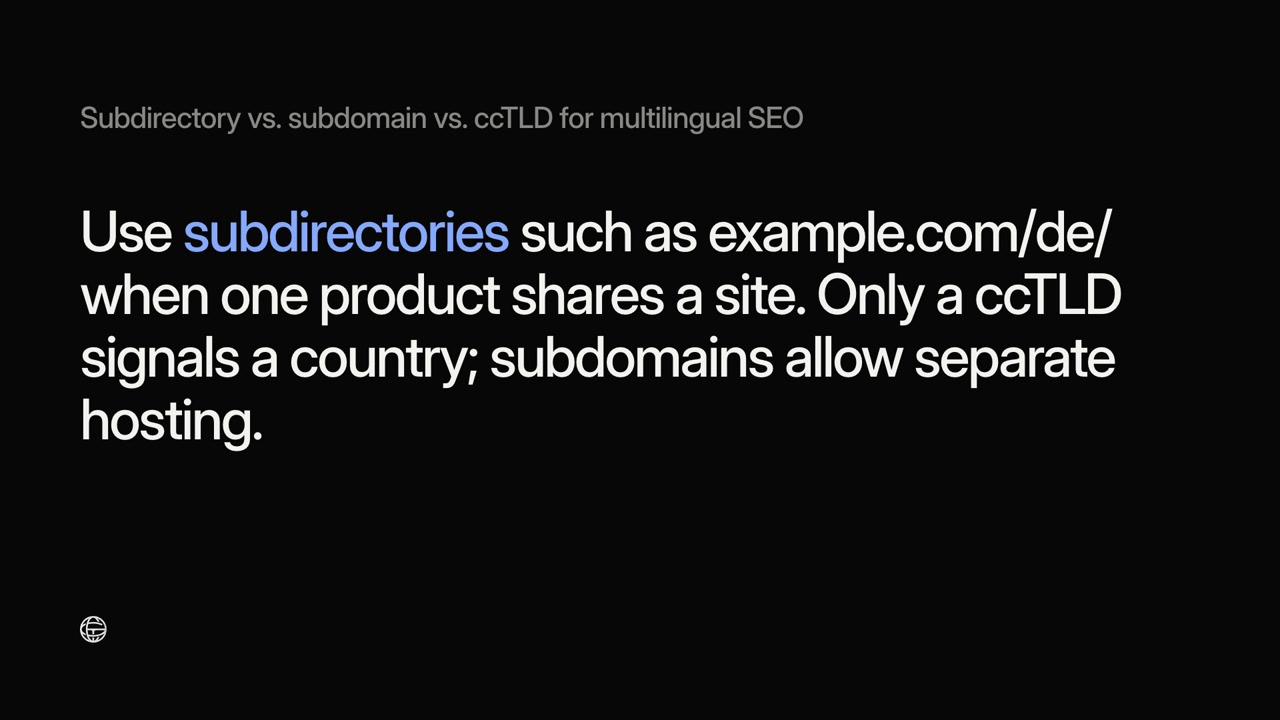 Subdirectory vs. subdomain vs. ccTLD for multilingual SEO
Use subdirectories such as example.com/de/
when one product shares a site. Only a ccTLD
signals a country; subdomains allow separate
hosting.